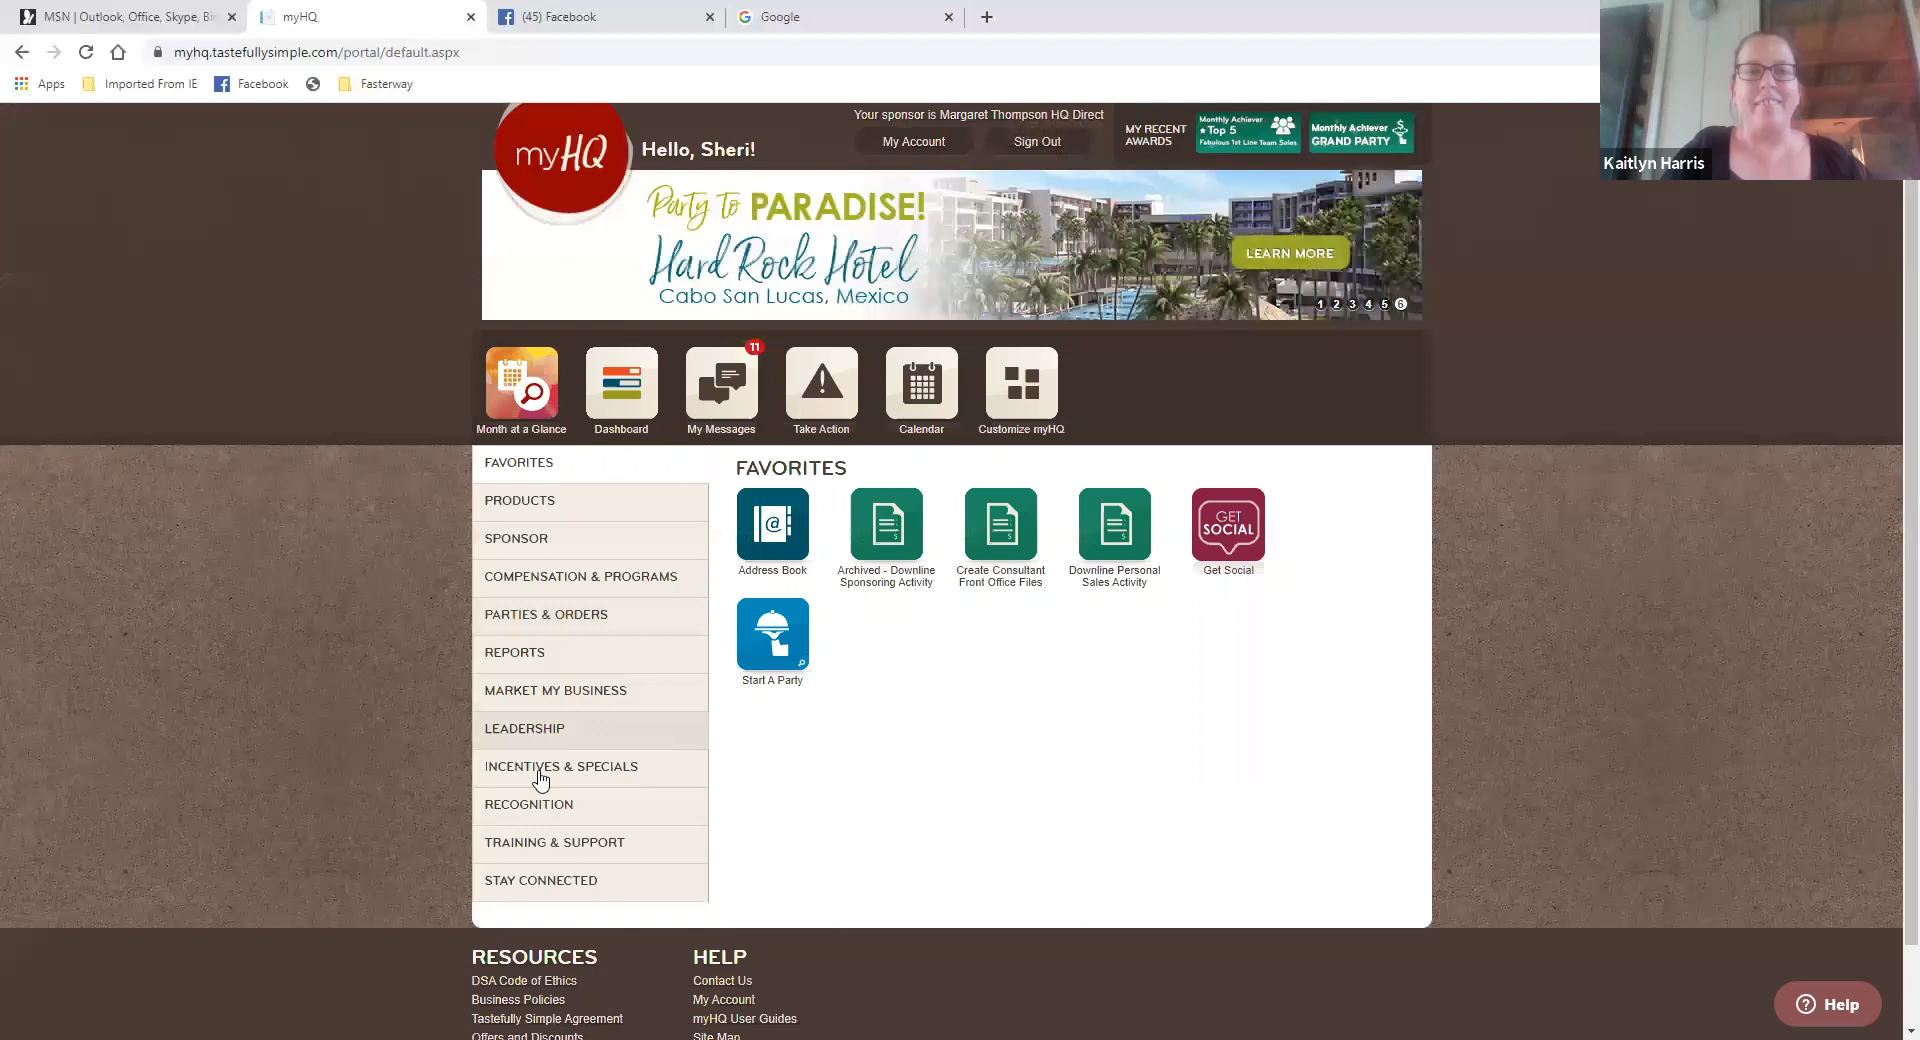 MSN | Outlook, Office, Skype, Bi
myHQ
(45) Facebook
Google
myhq.tastefullysimple.com/portal/default.aspx
Apps
Imported From IE
Facebook
Fasterway
Kaitlyn Harris
myHQ
Hello, Sheri!
Your sponsor is Margaret Thompson HQ Direct
My Account
Sign Out
MY RECENT
AWARDS
Monthly Achiever
Top 5
Fabulous 1st Line Team Sales
Monthly Achiever
GRAND PARTY
Party to PARADISE!
Hard Rock Hotel
Cabo San Lucas, Mexico
LEARN MORE
1 2 3 4 5 6
11
Month at a Glance
Dashboard
My Messages
Take Action
Calendar
Customize myHQ
FAVORITES
PRODUCTS
SPONSOR
COMPENSATION & PROGRAMS
PARTIES & ORDERS
REPORTS
MARKET MY BUSINESS
LEADERSHIP
INCENTIVES & SPECIALS
RECOGNITION
TRAINING & SUPPORT
STAY CONNECTED
FAVORITES
GET
SOCIAL
Address Book
Archived - Downline
Sponsoring Activity
Create Consultant
Front Office Files
Downline Personal
Sales Activity
Get Social
Start A Party
RESOURCES
DSA Code of Ethics
Business Policies
Tastefully Simple Agreement
Offers and Discounts
HELP
Contact Us
My Account
myHQ User Guides
Site Map
Help